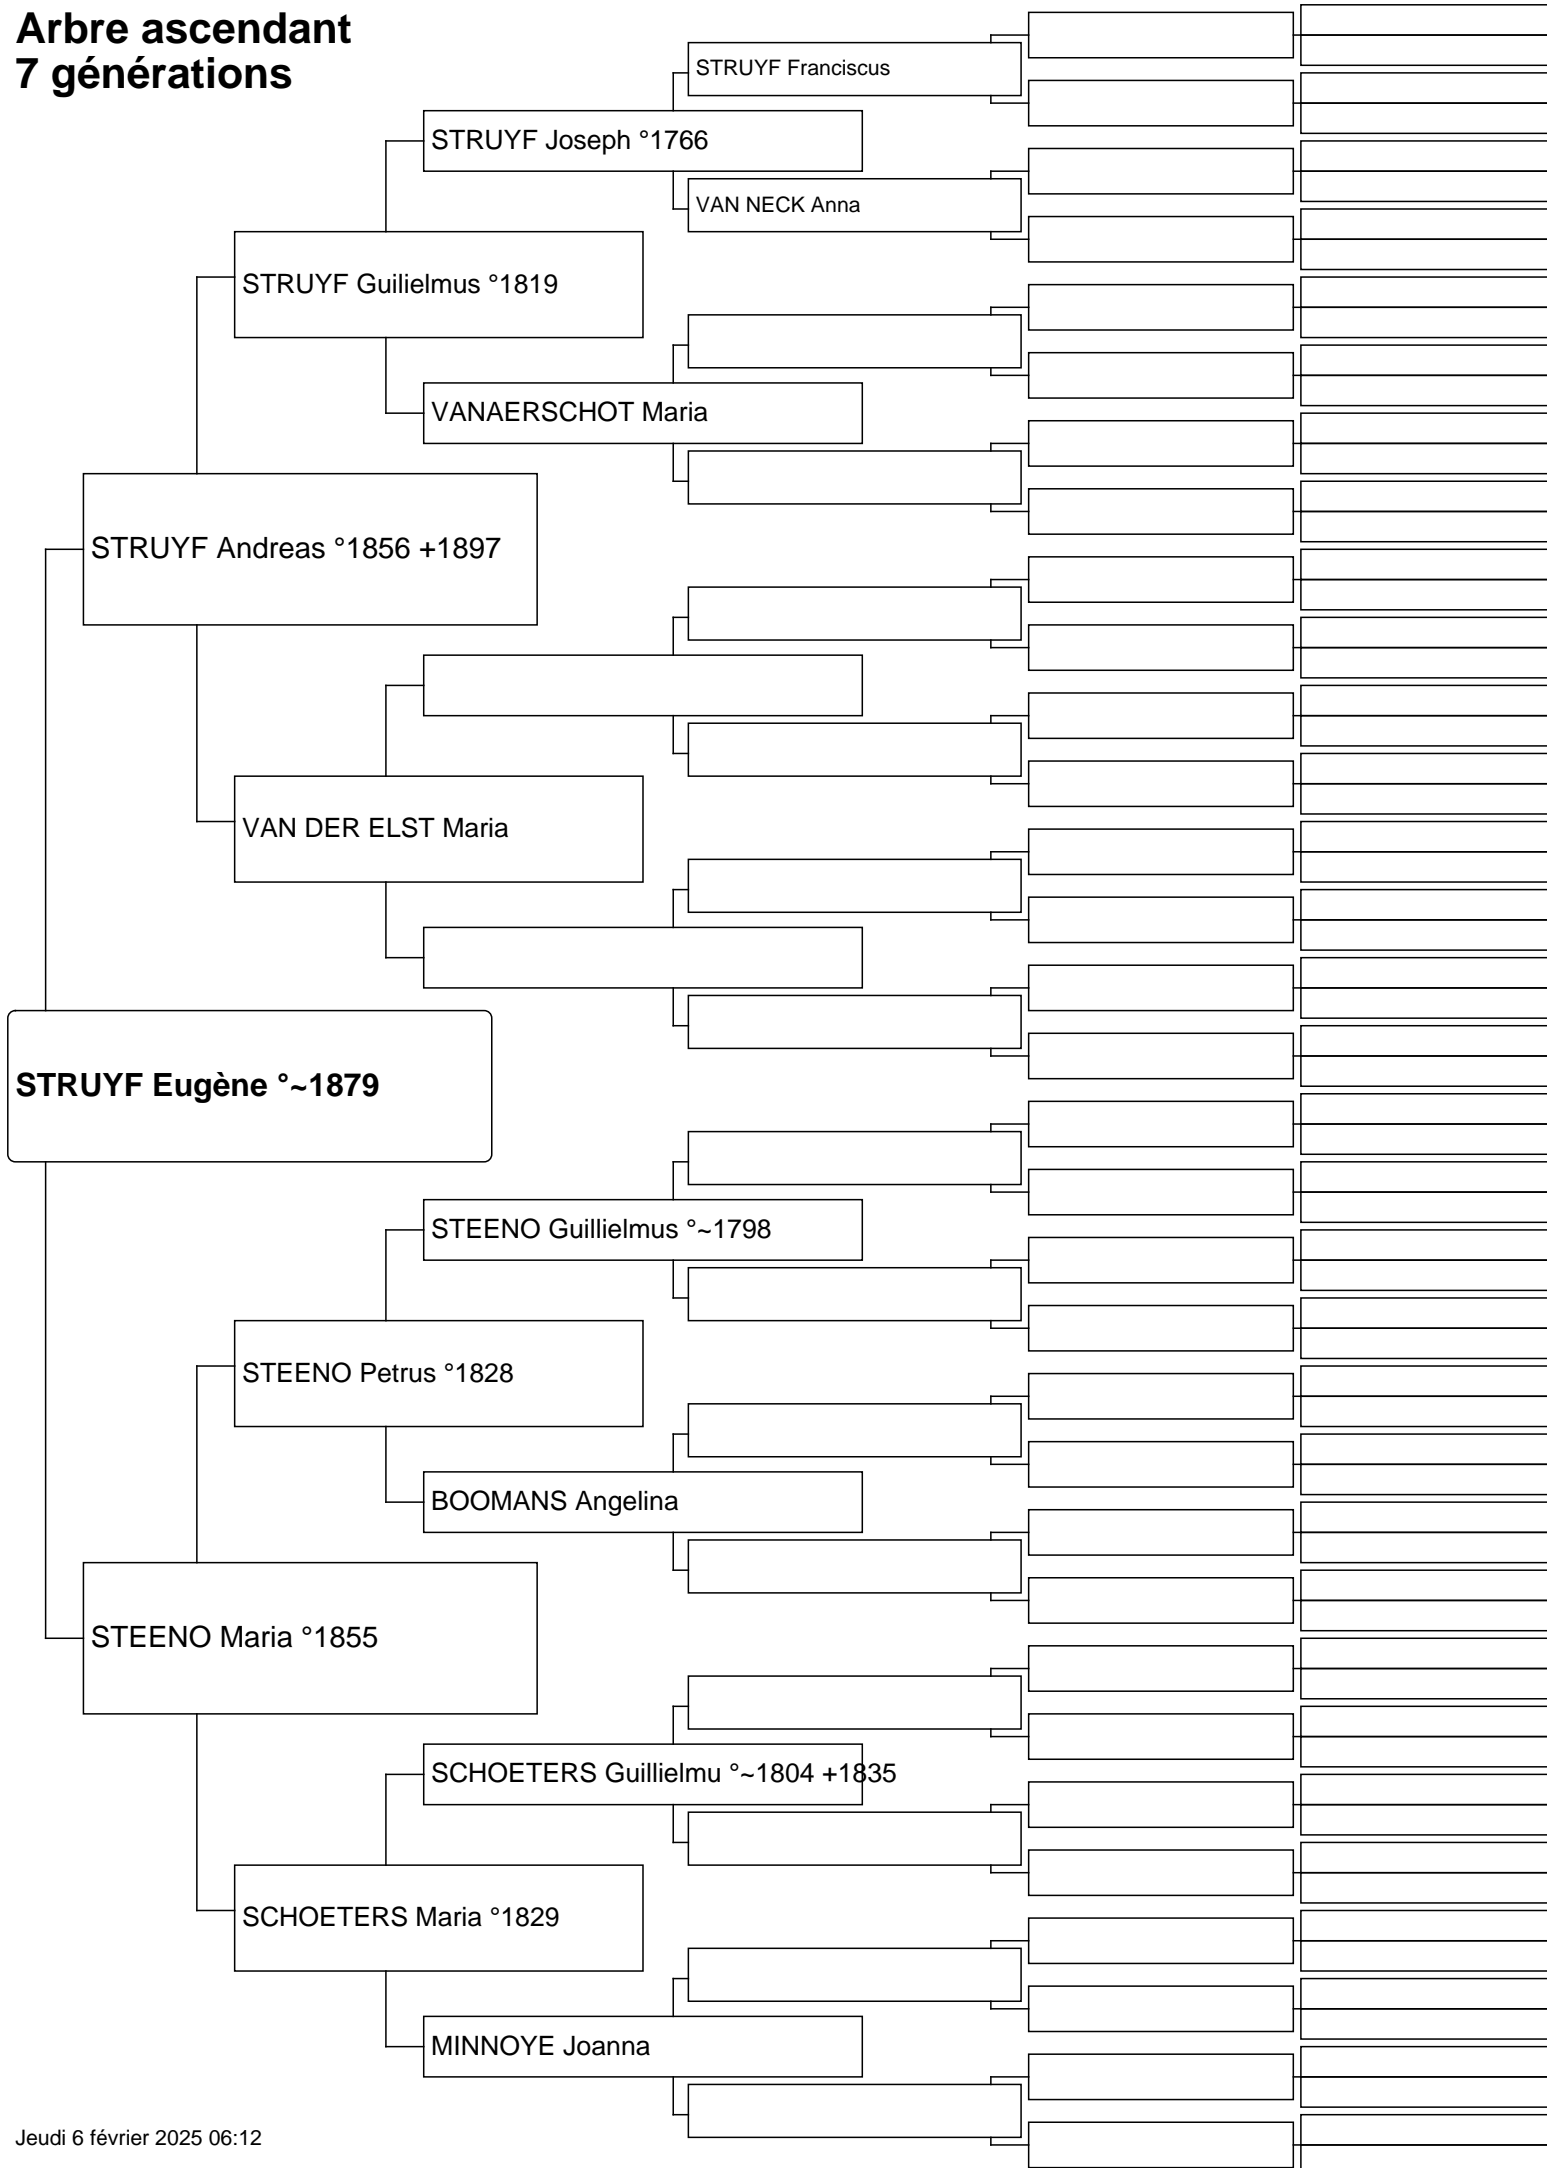 Arbre ascendant
7 générations
STRUYF Franciscus
STRUYF Joseph °1766
VAN NECK Anna
STRUYF Guilielmus °1819
VANAERSCHOT Maria
STRUYF Andreas °1856 +1897
VAN DER ELST Maria
STRUYF Eugène °~1879
STEENO Guillielmus °~1798
STEENO Petrus °1828
BOOMANS Angelina
STEENO Maria °1855
SCHOETERS Guillielmu °~1804 +1835
SCHOETERS Maria °1829
MINNOYE Joanna
Jeudi 6 février 2025 06:12